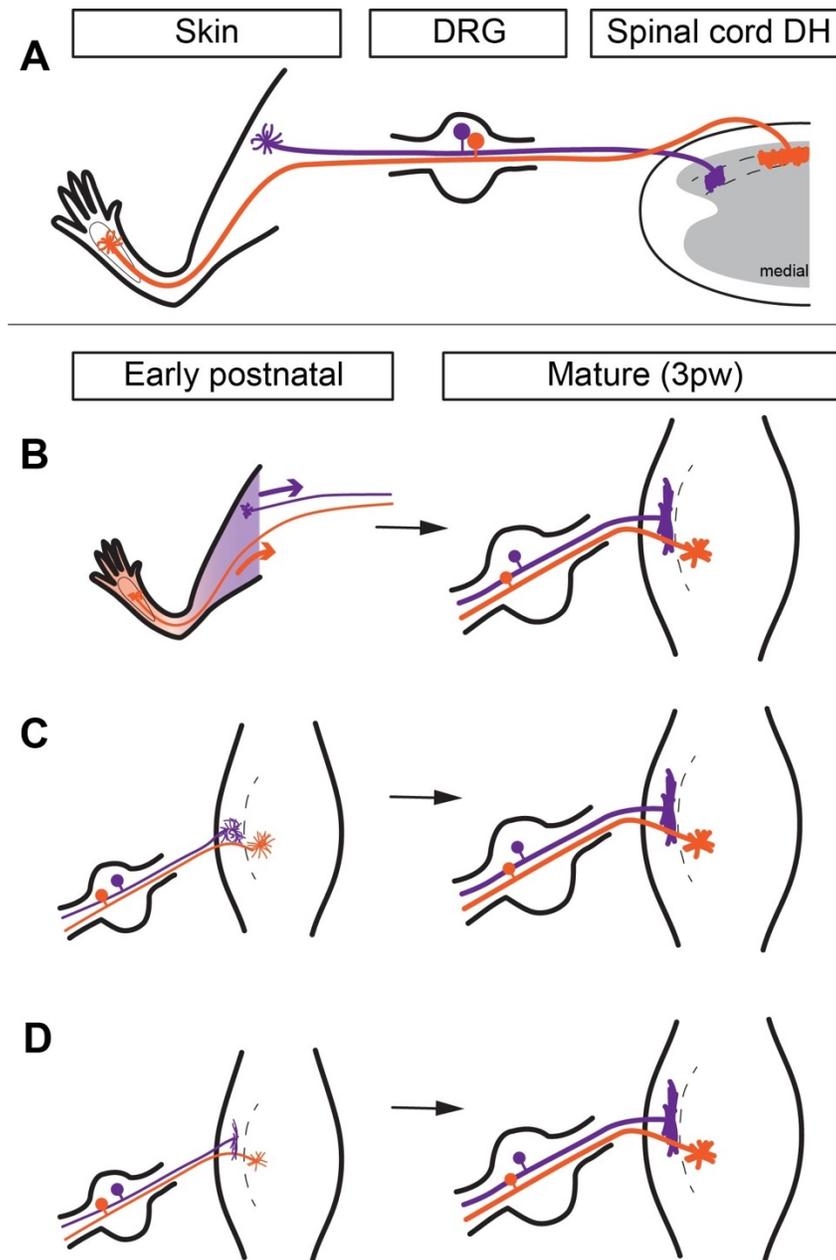 A
Skin
DRG
Spinal cord DH
medial
Early postnatal
Mature (3pw)
B
C
D